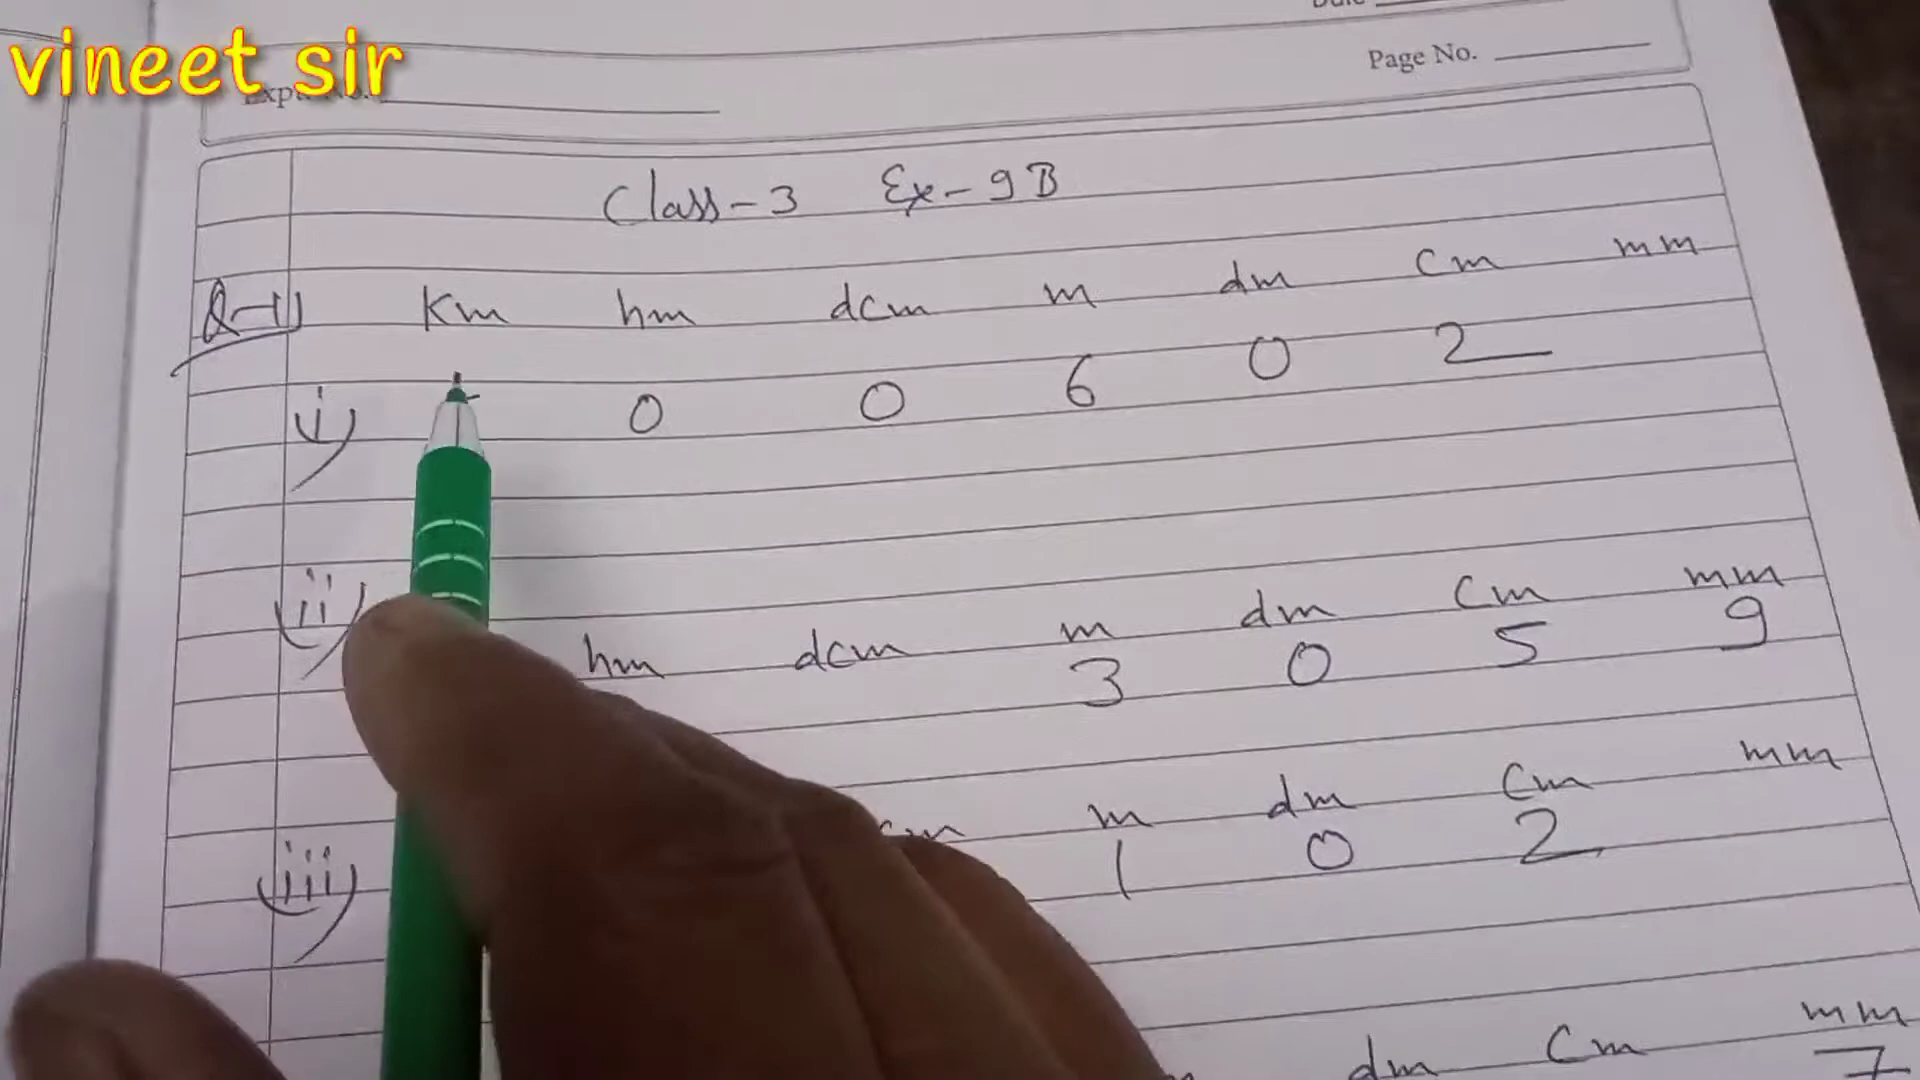 vineet sir
Page No.
Class-3 Ex-9B
Q-1) Km hm dcm m dm cm mm
i) 0 0 6 0 2
ii) hm dcm m dm cm mm
3 0 5 9
m dm cm mm
iii) 1 0 2
dm cm mm
7